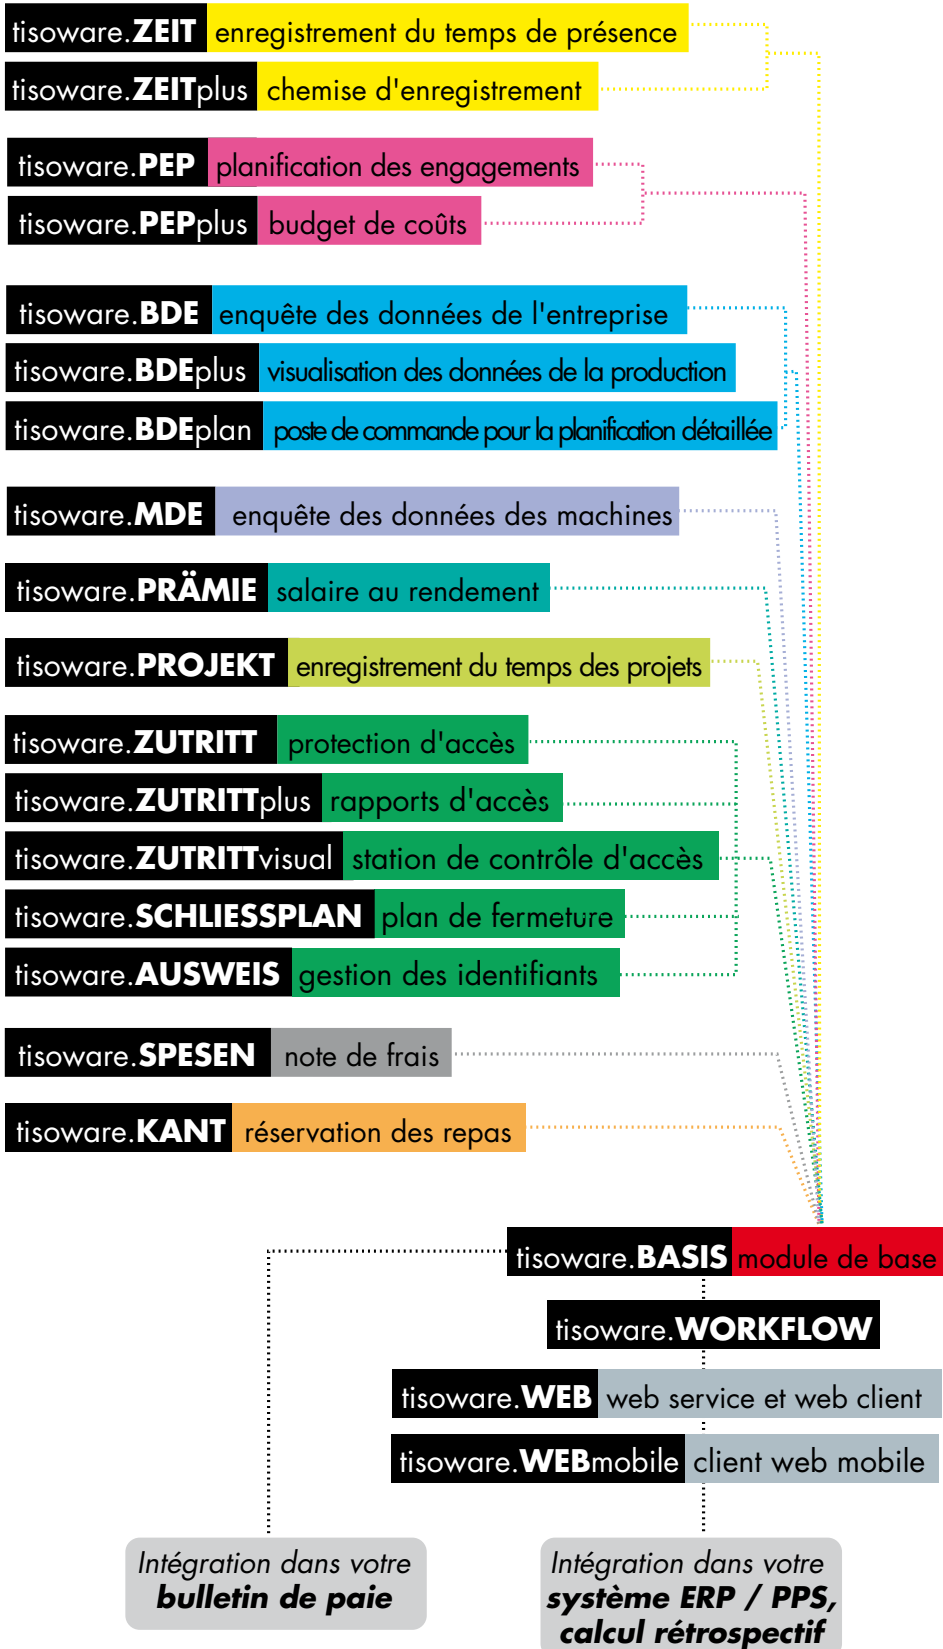 tisoware.ZEIT enregistrement du temps de présence
tisoware.ZEITplus chemise d'enregistrement
tisoware.PEP planification des engagements
tisoware.PEPplus budget de coûts
tisoware.BDE enquête des données de l'entreprise
tisoware.BDEplus visualisation des données de la production
tisoware.BDEplan poste de commande pour la planification détaillée
tisoware.MDE enquête des données des machines
tisoware.PRÄMIE salaire au rendement
tisoware.PROJEKT enregistrement du temps des projets
tisoware.ZUTRITT protection d'accès
tisoware.ZUTRITTplus rapports d'accès
tisoware.ZUTRITTvisual station de contrôle d'accès
tisoware.SCHLIESSPLAN plan de fermeture
tisoware.AUSWEIS gestion des identifiants
tisoware.SPESEN note de frais
tisoware.KANT réservation des repas
tisoware.BASIS module de base
tisoware.WORKFLOW
tisoware.WEB web service et web client
tisoware.WEBmobile client web mobile
Intégration dans votre
bulletin de paie
Intégration dans votre
système ERP / PPS,
calcul rétrospectif